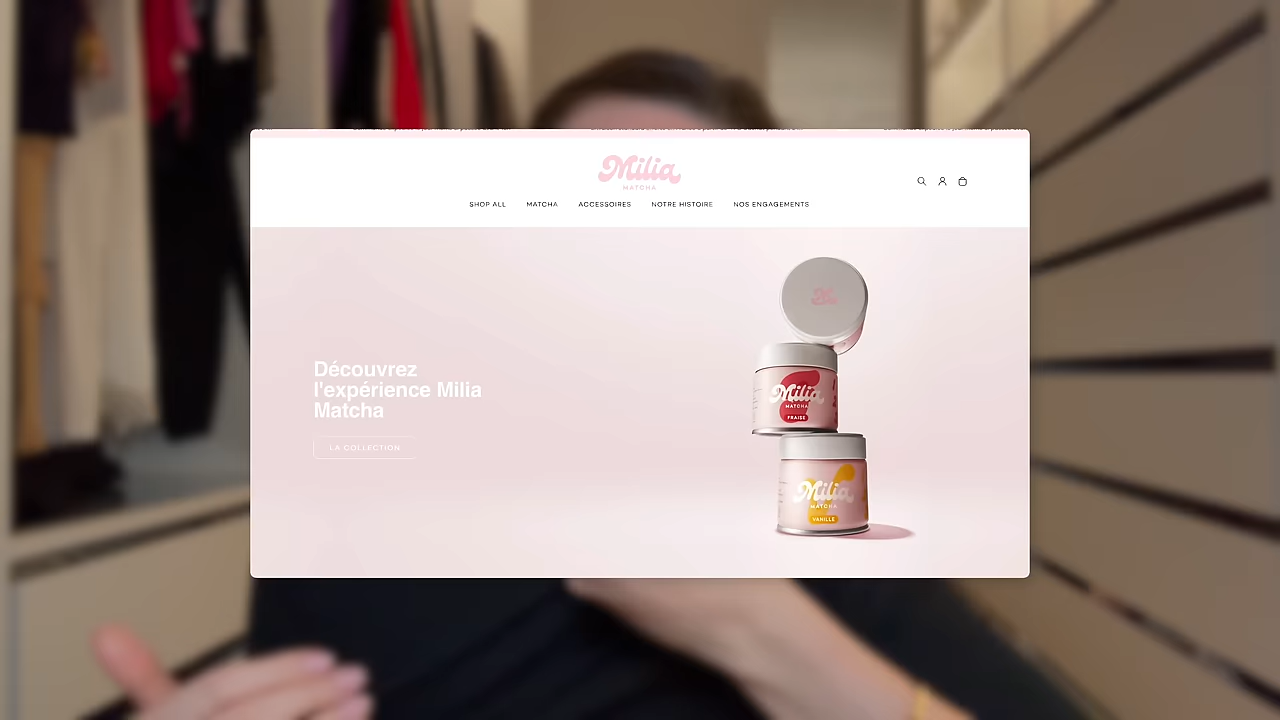 Milia
MATCHA
SHOP ALL
MATCHA
ACCESSOIRES
NOTRE HISTOIRE
NOS ENGAGEMENTS
Découvrez
l'expérience Milia
Matcha
LA COLLECTION
Milia
MATCHA
FRAISE
Milia
MATCHA
VANILLE